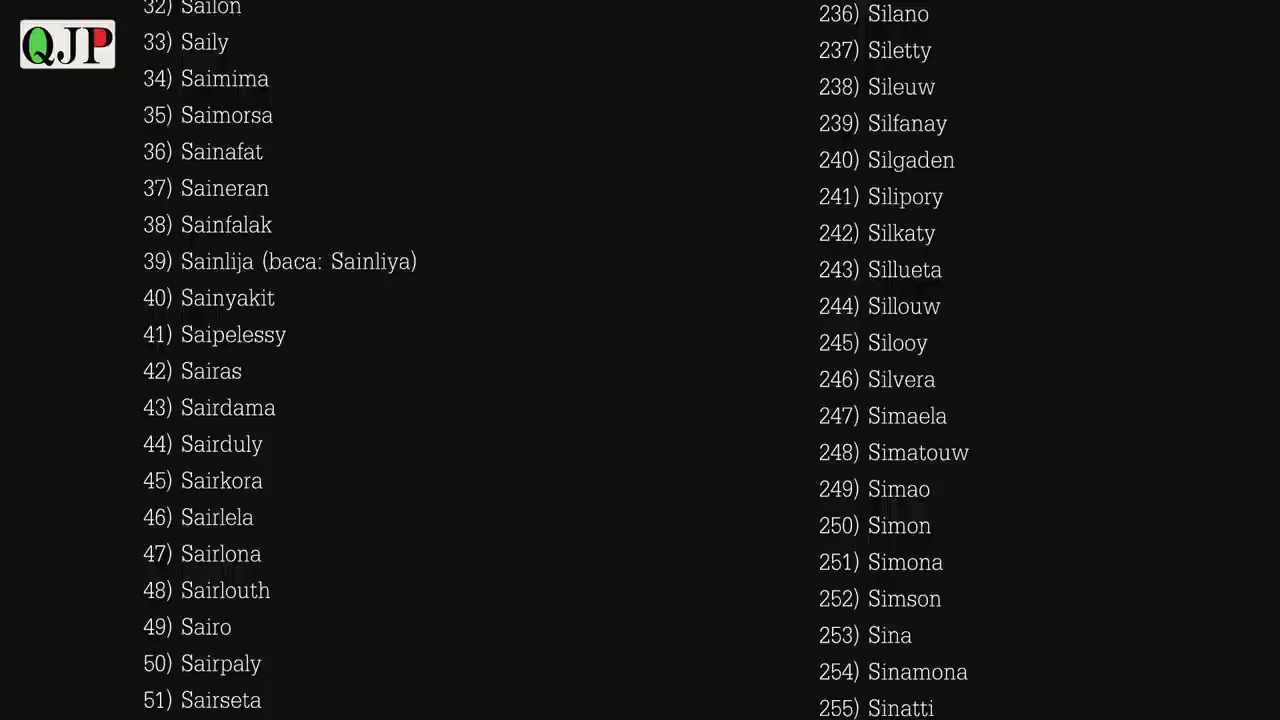 QJP
32) Sailon
33) Saily
34) Saimima
35) Saimorsa
36) Sainafat
37) Saineran
38) Sainfalak
39) Sainlija (baca: Sainliya)
40) Sainyakit
41) Saipelessy
42) Sairas
43) Sairdama
44) Sairduly
45) Sairkora
46) Sairlela
47) Sairlona
48) Sairlouth
49) Sairo
50) Sairpaly
51) Sairseta
236) Silano
237) Siletty
238) Sileuw
239) Silfanay
240) Silgaden
241) Silipory
242) Silkaty
243) Sillueta
244) Sillouw
245) Silooy
246) Silvera
247) Simaela
248) Simatouw
249) Simao
250) Simon
251) Simona
252) Simson
253) Sina
254) Sinamona
255) Sinatti